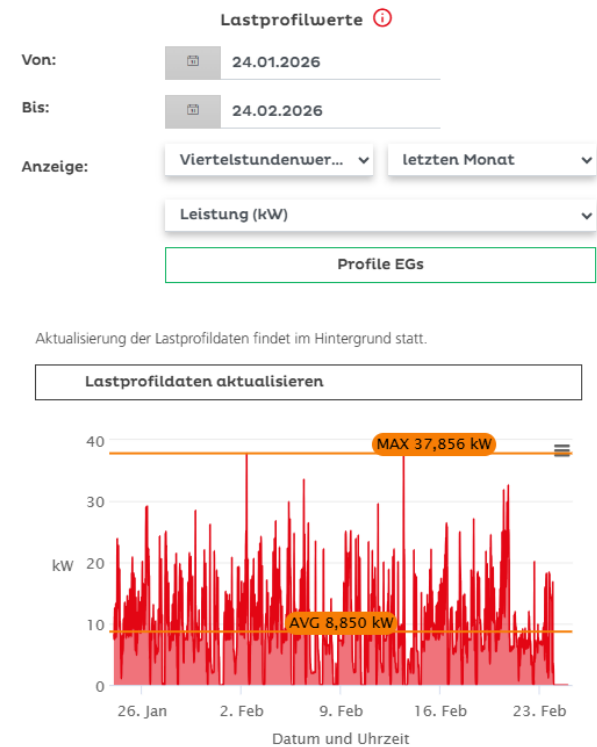 Lastprofilwerte
Von:
24.01.2026
Bis:
24.02.2026
Anzeige:
Viertelstundenwer...
letzten Monat
Leistung (kW)
Profile EGs
Aktualisierung der Lastprofildaten findet im Hintergrund statt.
Lastprofildaten aktualisieren
40
MAX 37,856 kW
30
kW
20
10
AVG 8,850 kW
0
26. Jan
2. Feb
9. Feb
16. Feb
23. Feb
Datum und Uhrzeit